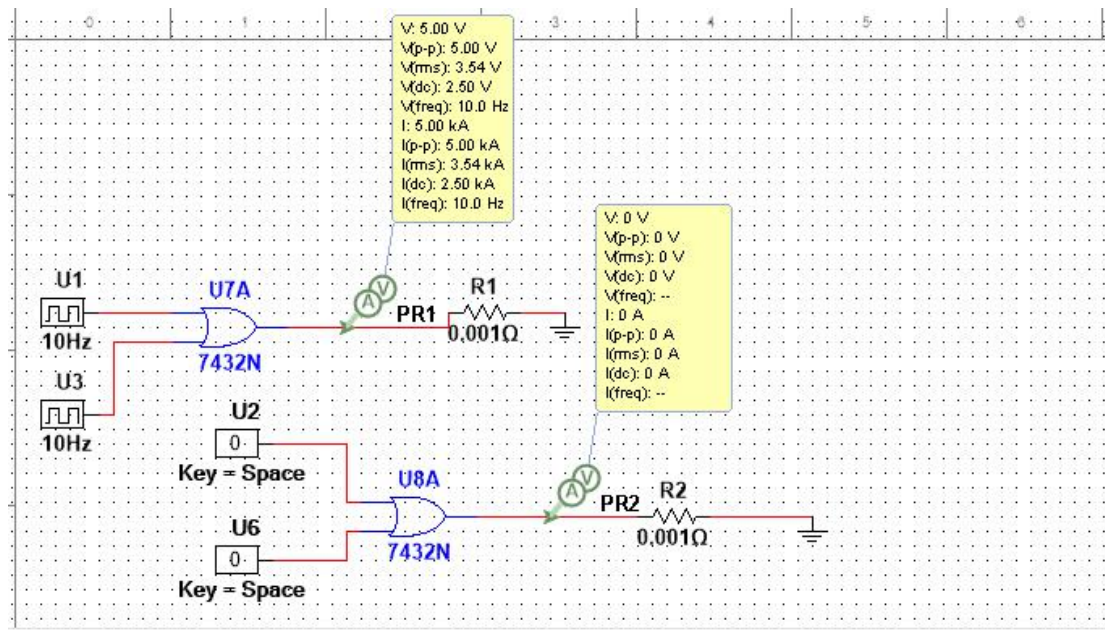 0 1 3 4 5 6
V: 5.00 V
V(p-p): 5.00 V
V(rms): 3.54 V
V(dc): 2.50 V
V(freq): 10.0 Hz
I: 5.00 kA
I(p-p): 5.00 kA
I(rms): 3.54 kA
I(dc): 2.50 kA
I(freq): 10.0 Hz
V: 0 V
V(p-p): 0 V
V(rms): 0 V
V(dc): 0 V
V(freq): --
I: 0 A
I(p-p): 0 A
I(rms): 0 A
I(dc): 0 A
I(freq): --
U1
10Hz
U3
10Hz
U7A
7432N
A V
PR1
R1
0.001Ω
U2
0
Key = Space
U6
0
Key = Space
U8A
7432N
A V
PR2
R2
0.001Ω